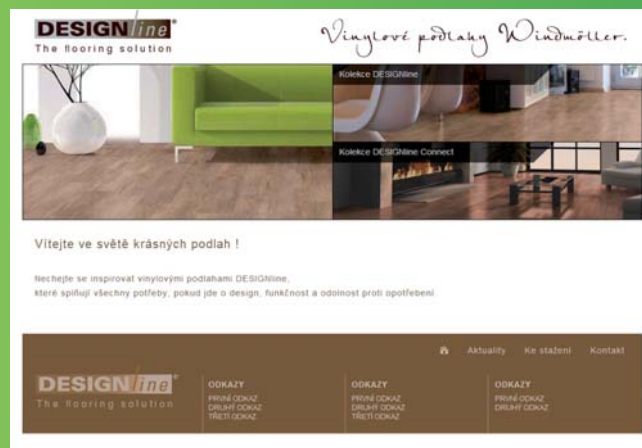 DESIGNline®
The flooring solution
Vinylové podlahy Windmöller.
Kolekce DESIGNline
Kolekce DESIGNline Connect
Vítejte ve světě krásných podlah !
Nechejte se inspirovat vinylovými podlahami DESIGNline,
které splňují všechny potřeby, pokud jde o design, funkčnost a odolnost proti opotřebení.
Aktuality Ke stažení Kontakt
DESIGNline®
The flooring solution
ODKAZY
PRVNÍ ODKAZ
DRUHÝ ODKAZ
TŘETÍ ODKAZ
ODKAZY
PRVNÍ ODKAZ
DRUHÝ ODKAZ
TŘETÍ ODKAZ
ODKAZY
PRVNÍ ODKAZ
DRUHÝ ODKAZ